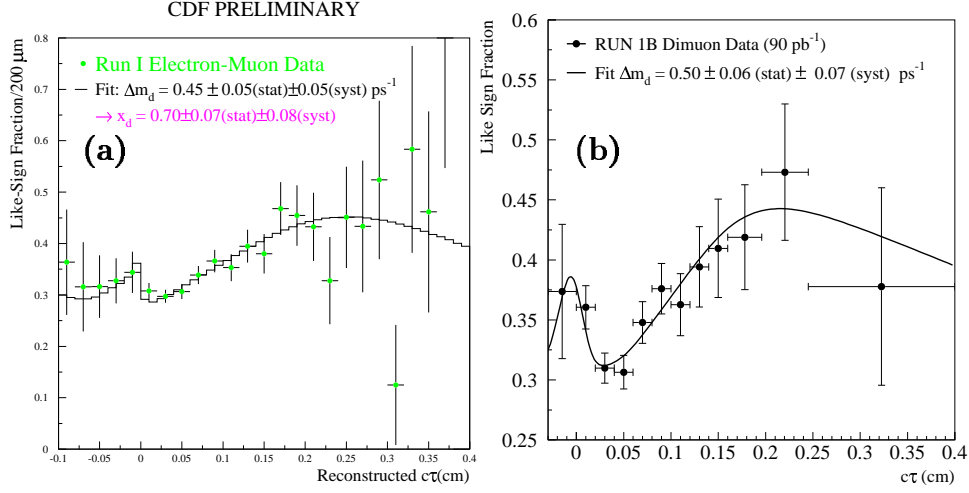 CDF PRELIMINARY
Like-Sign Fraction/200 μm
0.8
0.7
0.6
0.5
0.4
0.3
0.2
0.1
0
Run I Electron-Muon Data
Fit: Δm_d = 0.45 ± 0.05(stat)±0.05(syst) ps⁻¹
→ x_d = 0.70±0.07(stat)±0.08(syst)
(a)
-0.1 -0.05 0 0.05 0.1 0.15 0.2 0.25 0.3 0.35 0.4
Reconstructed cτ(cm)
Like Sign Fraction
0.6
0.55
0.5
0.45
0.4
0.35
0.3
0.25
RUN 1B Dimuon Data (90 pb⁻¹)
Fit Δm_d = 0.50 ± 0.06 (stat) ± 0.07 (syst) ps⁻¹
(b)
0 0.05 0.1 0.15 0.2 0.25 0.3 0.35 0.4
cτ (cm)